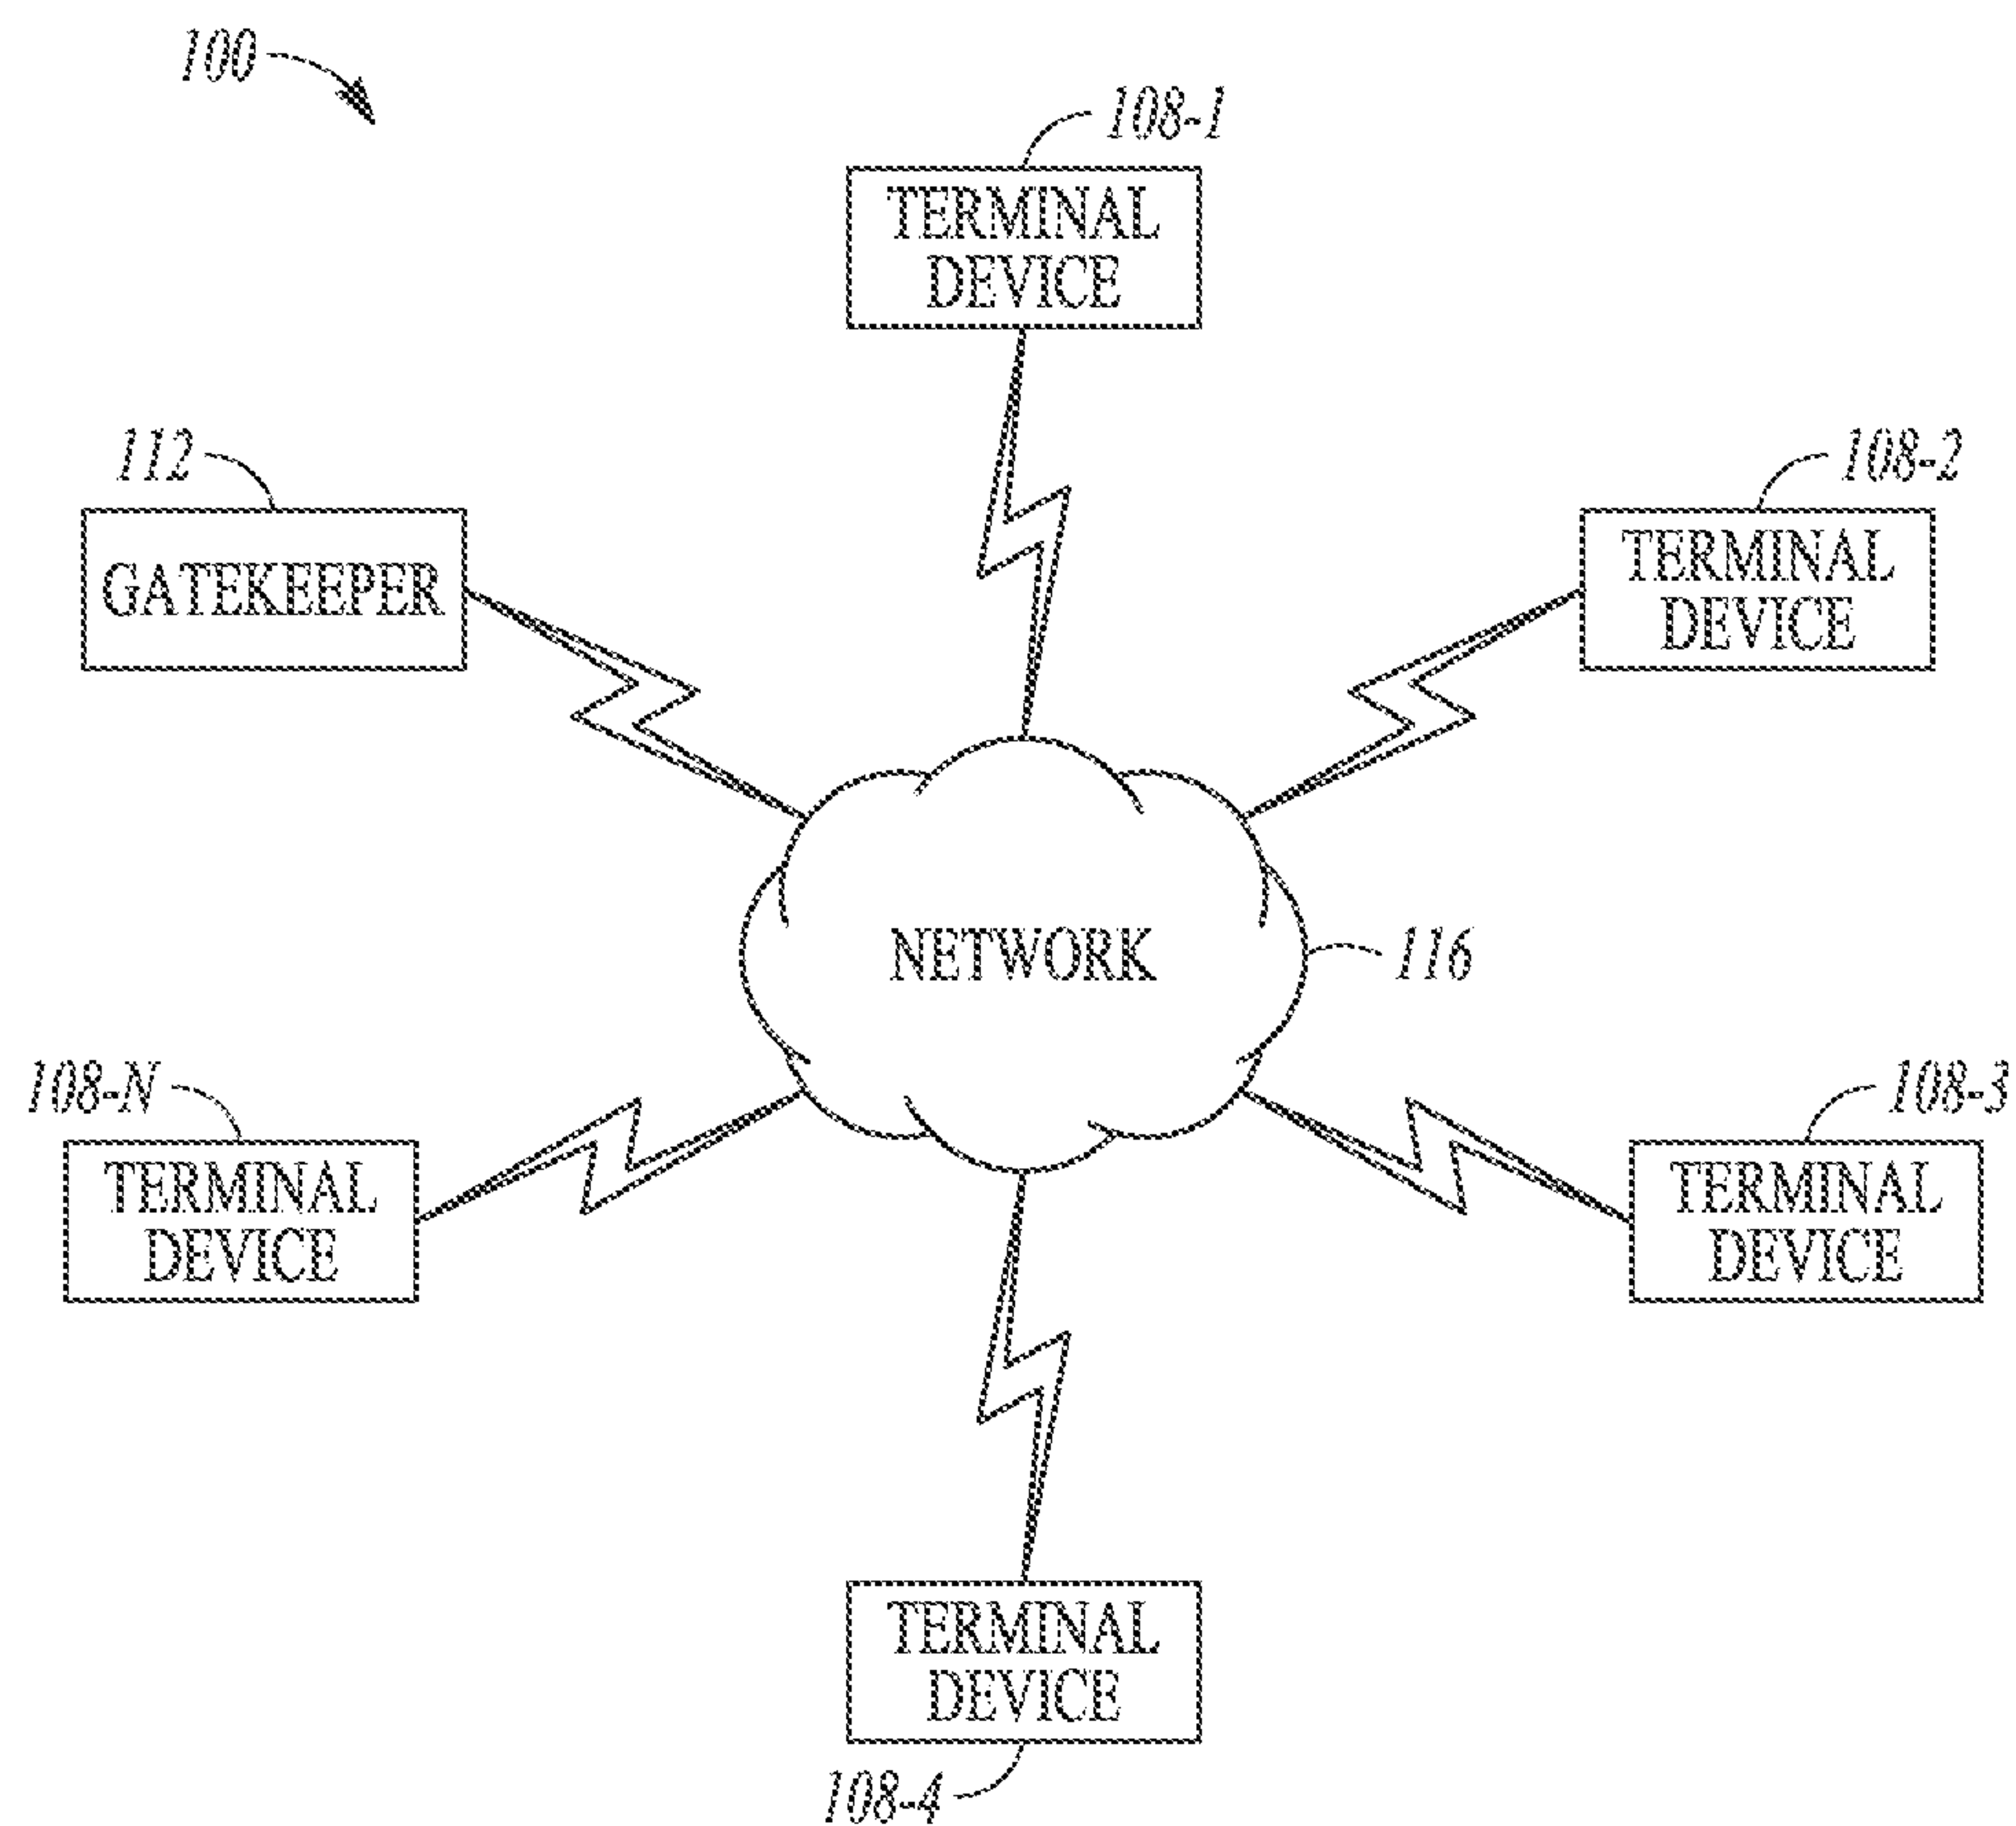 100
108-1
TERMINAL
DEVICE
112
GATEKEEPER
108-2
TERMINAL
DEVICE
NETWORK
116
108-N
TERMINAL
DEVICE
108-3
TERMINAL
DEVICE
TERMINAL
DEVICE
108-4